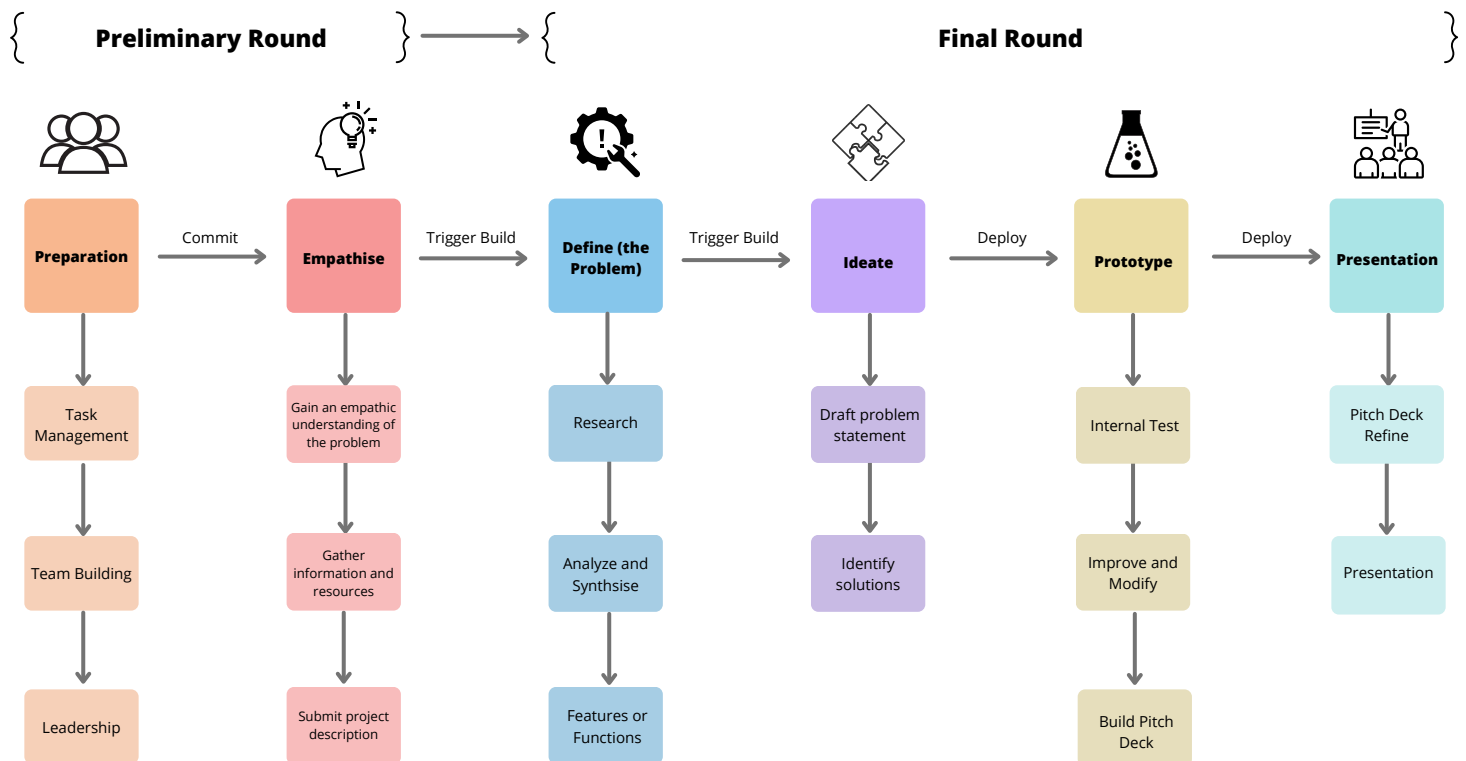 Preliminary Round
Final Round
Preparation
Commit
Empathise
Trigger Build
Define (the
Problem)
Trigger Build
Ideate
Deploy
Prototype
Deploy
Presentation
Task
Management
Gain an empathic
understanding of
the problem
Research
Draft problem
statement
Internal Test
Pitch Deck
Refine
Team Building
Gather
information and
resources
Analyze and
Synthsise
Identify
solutions
Improve and
Modify
Presentation
Leadership
Submit project
description
Features or
Functions
Build Pitch
Deck